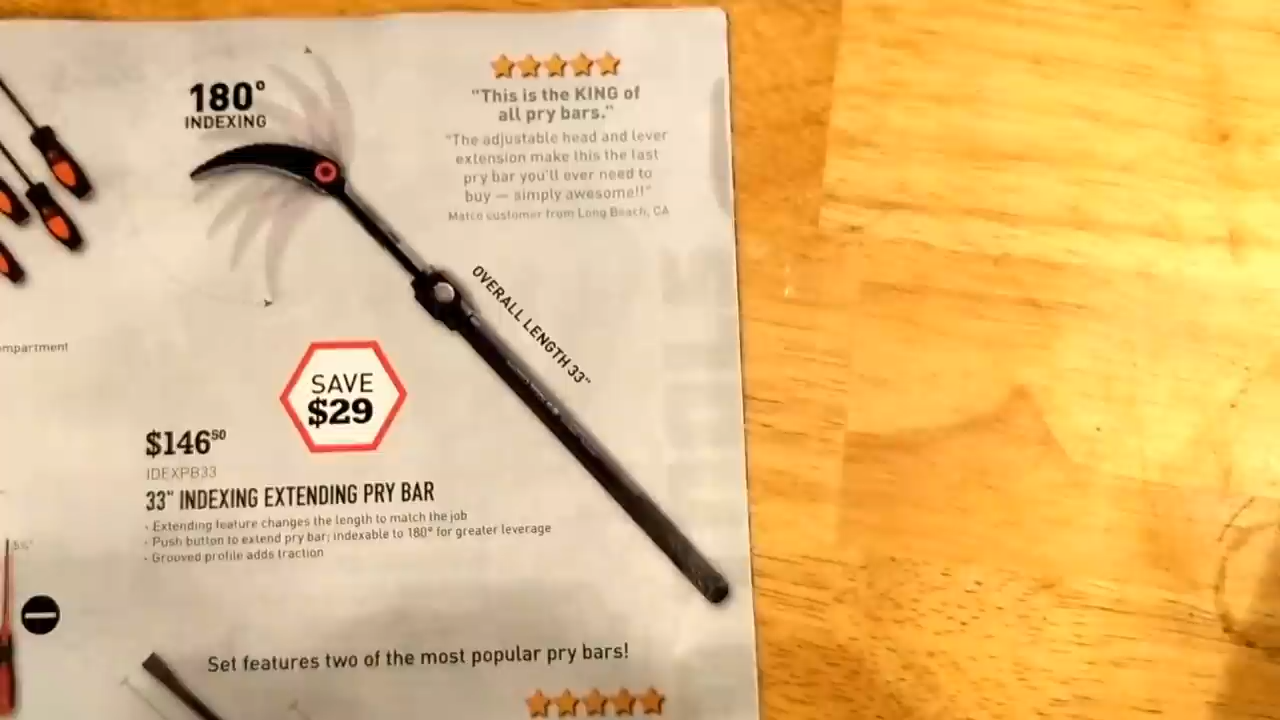 180°
INDEXING
"This is the KING of
all pry bars."
"The adjustable head and lever
extension make this the last
pry bar you'll ever need to
buy — simply awesome!!"
Matco customer from Long Beach, CA
OVERALL LENGTH 33"
mpartment
SAVE
$29
$146⁵⁰
IDEXPB33
33" INDEXING EXTENDING PRY BAR
· Extending feature changes the length to match the job
· Push button to extend pry bar; indexable to 180° for greater leverage
· Grooved profile adds traction
Set features two of the most popular pry bars!